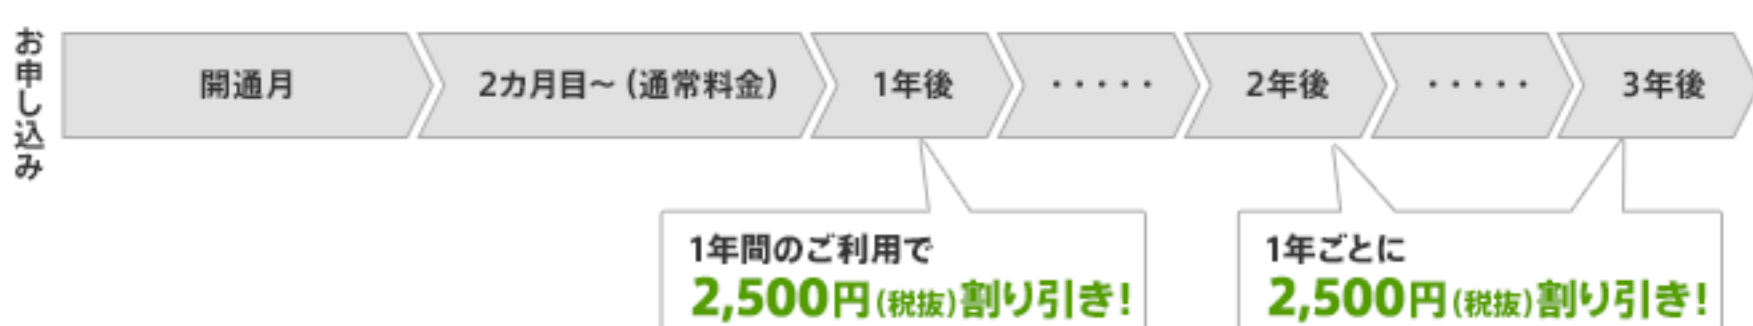 お申し込み
開通月
2カ月目～（通常料金）
1年後
・・・・・
2年後
・・・・・
3年後
1年間のご利用で
2,500円(税抜)割り引き!
1年ごとに
2,500円(税抜)割り引き!